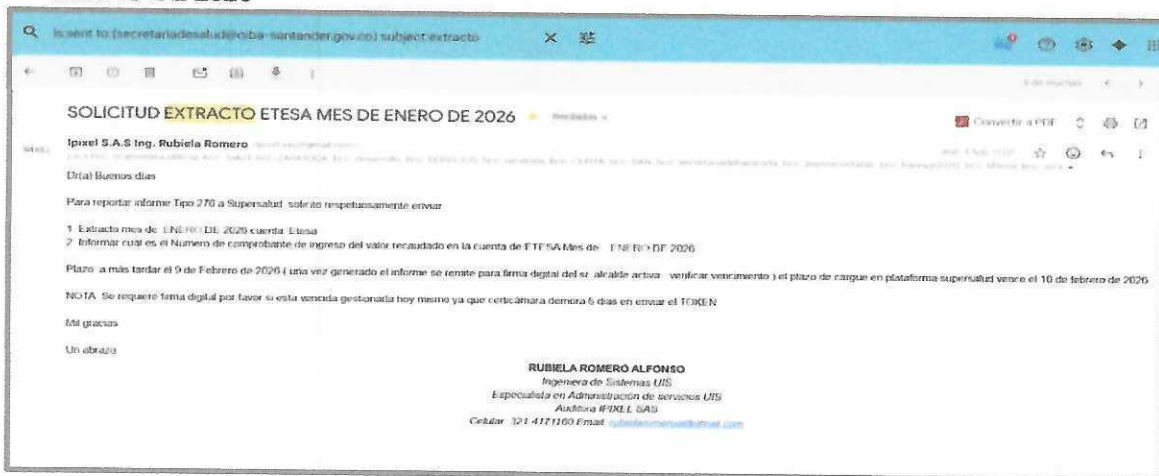 is:sent to:(secretariadesalud@oiba-santander.gov.co) subject:extracto
SOLICITUD EXTRACTO ETESA MES DE ENERO DE 2026
Convertir a PDF
Ipixel S.A.S Ing. Rubiela Romero
Dr(a) Buenos días
Para reportar informe Tipo 276 a Supersalud solicito respetuosamente enviar
1 Extracto mes de ENERO DE 2026 cuenta Etesa
2 Informar cual es el Numero de comprobante de ingreso del valor recaudado en la cuenta de ETESA Mes de ENERO DE 2026
Plazo a más tardar el 9 de Febrero de 2026 ( una vez generado el informe se remite para firma digital del sr alcalde activa verificar vencimiento ) el plazo de cargue en plataforma supersalud vence el 10 de febrero de 2026
NOTA Se requiere firma digital por favor si esta vencida gestionarla hoy mismo ya que certicámara demora 5 dias en enviar el TOKEN
Mil gracias
Un abrazo
RUBIELA ROMERO ALFONSO
Ingeniera de Sistemas UIS
Especialista en Administración de servicios UIS
Auditora IPIXEL SAS
Celular 321 4171160 Email